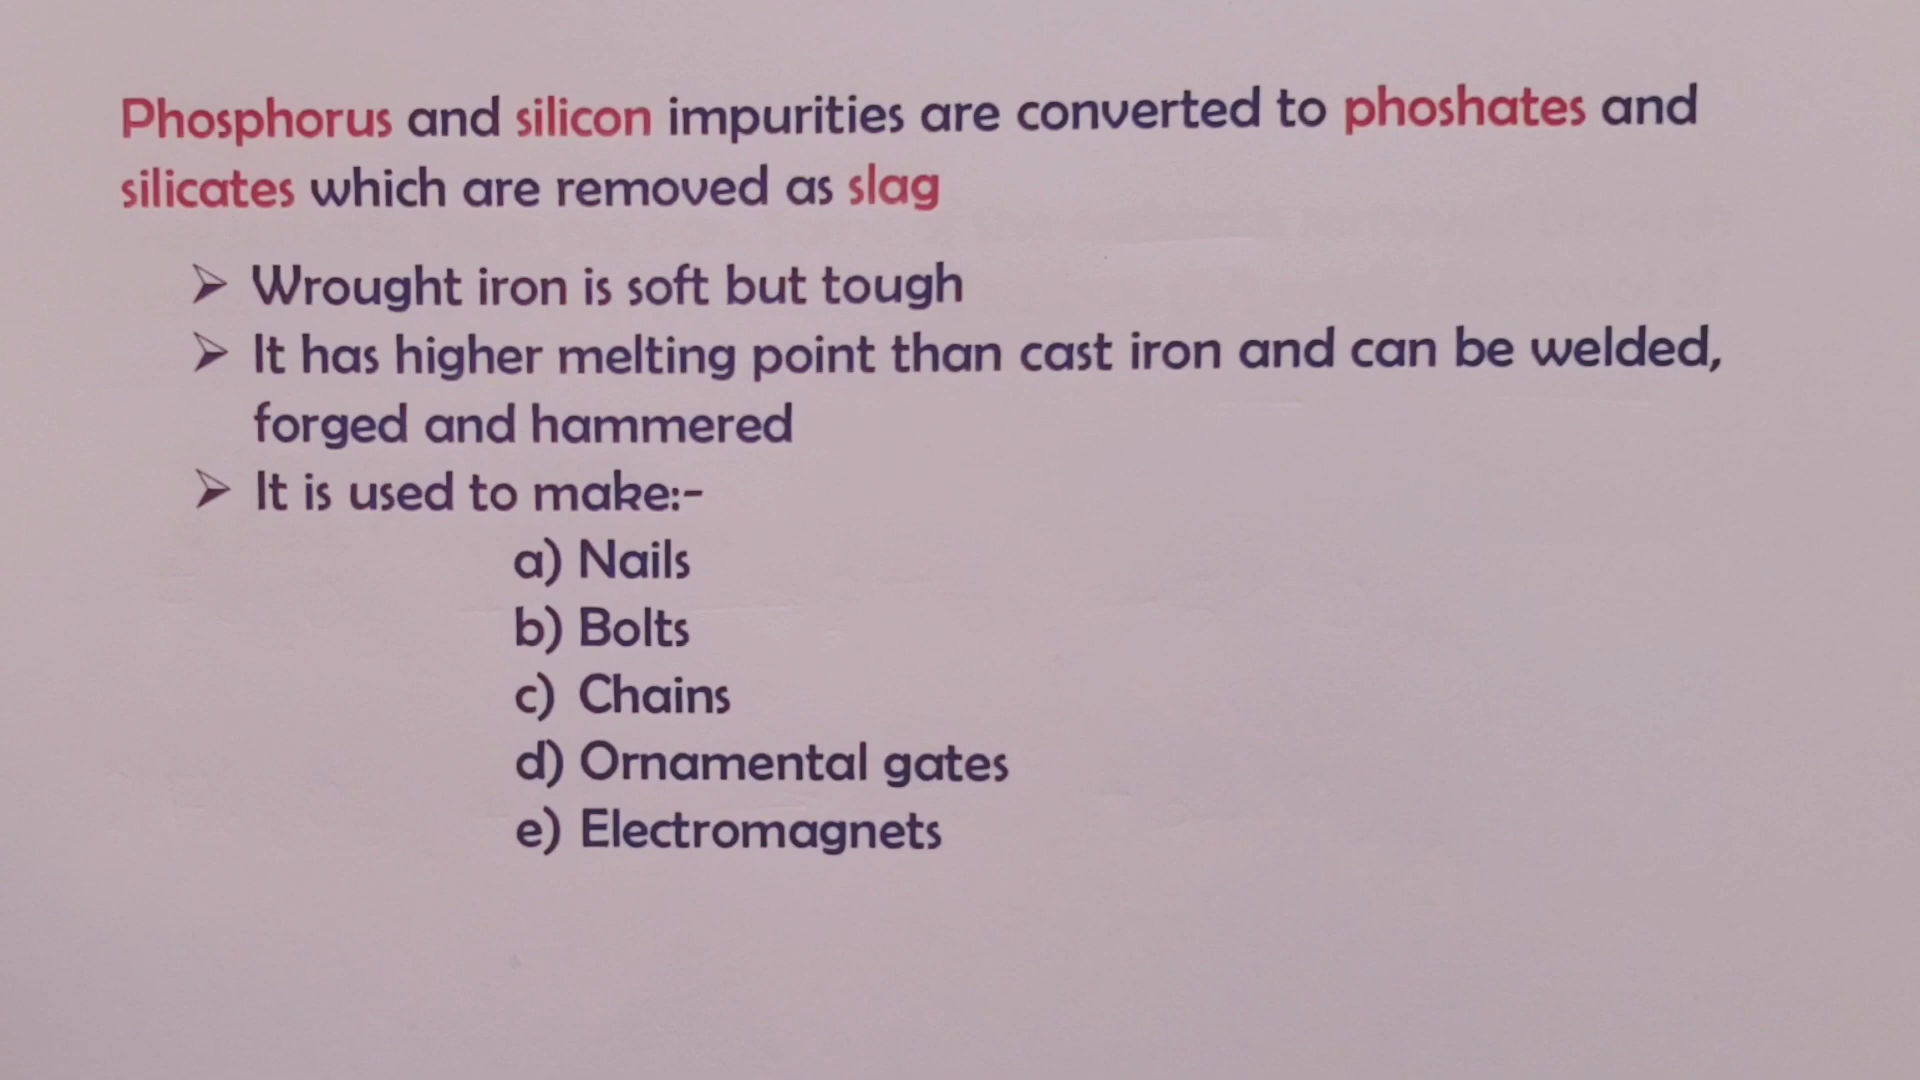 Phosphorus and silicon impurities are converted to phoshates and
silicates which are removed as slag
➢ Wrought iron is soft but tough
➢ It has higher melting point than cast iron and can be welded,
forged and hammered
➢ It is used to make:-
a) Nails
b) Bolts
c) Chains
d) Ornamental gates
e) Electromagnets